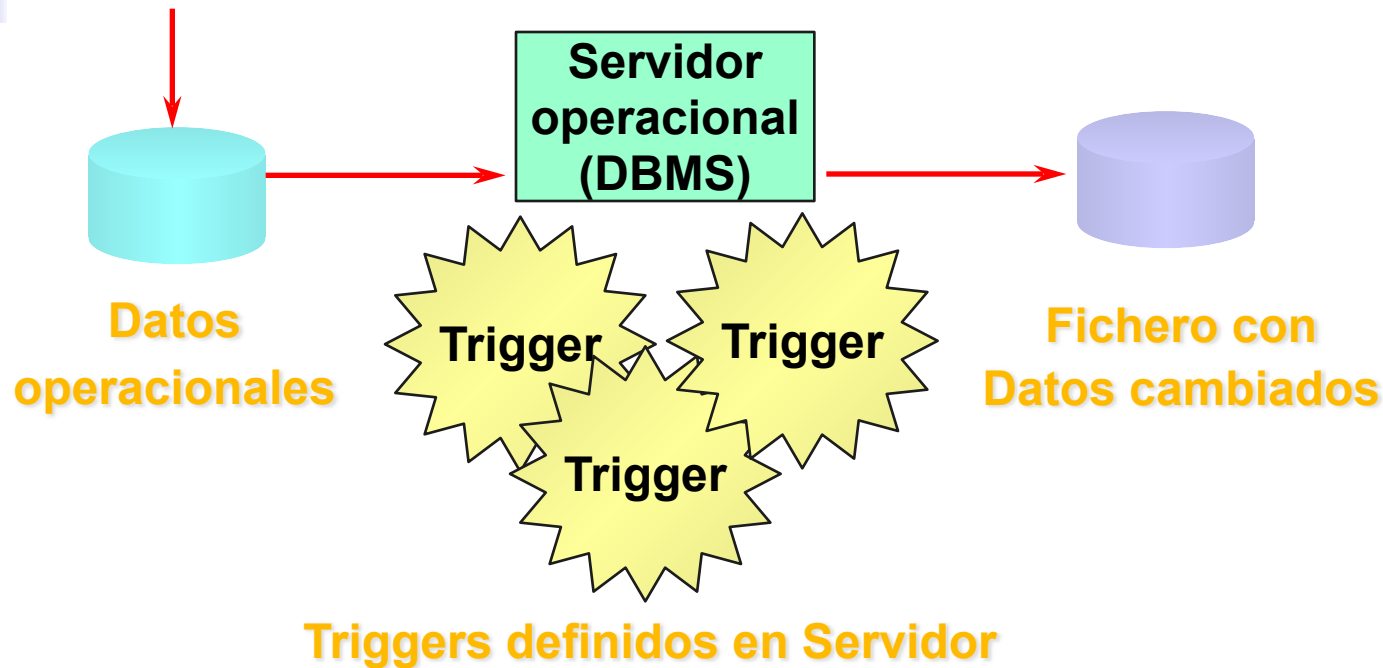 Servidor
operacional
(DBMS)
Datos
operacionales
Trigger
Trigger
Trigger
Fichero con
Datos cambiados
Triggers definidos en Servidor